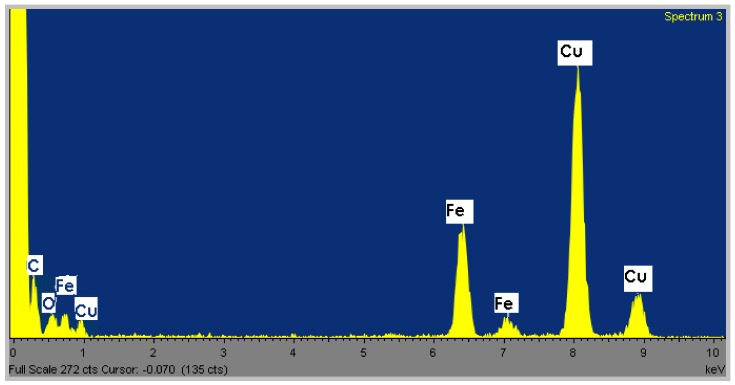 Spectrum 3
Cu
Fe
C
Fe
O
Cu
Fe
Cu
0 1 2 3 4 5 6 7 8 9 10
Full Scale 272 cts Cursor: -0.070 (135 cts) keV